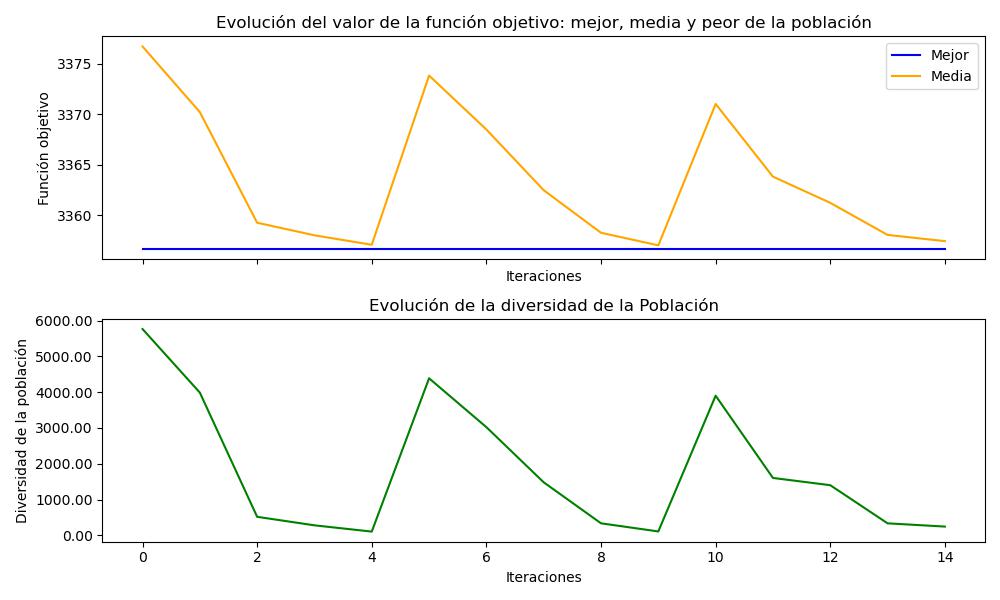 Evolución del valor de la función objetivo: mejor, media y peor de la población
Función objetivo
3375
3370
3365
3360
Mejor
Media
Iteraciones
Evolución de la diversidad de la Población
Diversidad de la población
6000.00
5000.00
4000.00
3000.00
2000.00
1000.00
0.00
0 2 4 6 8 10 12 14
Iteraciones